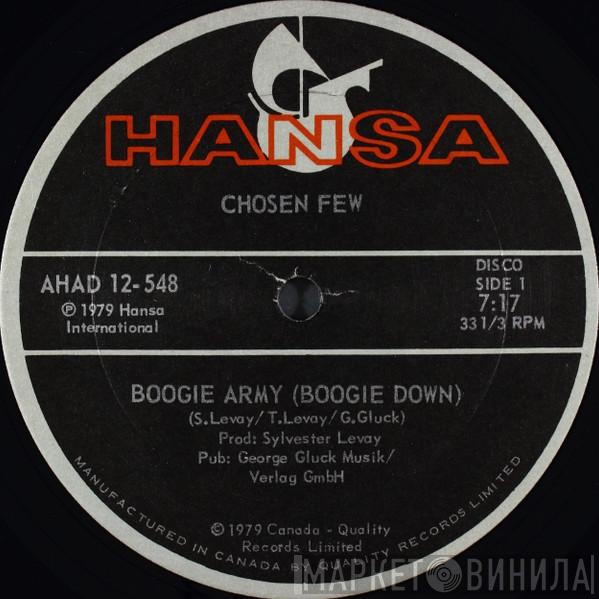 HANSA
CHOSEN FEW
AHAD 12-548
℗ 1979 Hansa
International
DISCO
SIDE 1
7:17
33 1/3 RPM
BOOGIE ARMY (BOOGIE DOWN)
(S.Levay/T.Levay/G.Gluck)
Prod: Sylvester Levay
Pub: George Gluck Musik/
Verlag GmbH
© 1979 Canada - Quality
Records Limited
MANUFACTURED IN CANADA BY QUALITY RECORDS LIMITED
МАРКЕТ ВИНИЛА